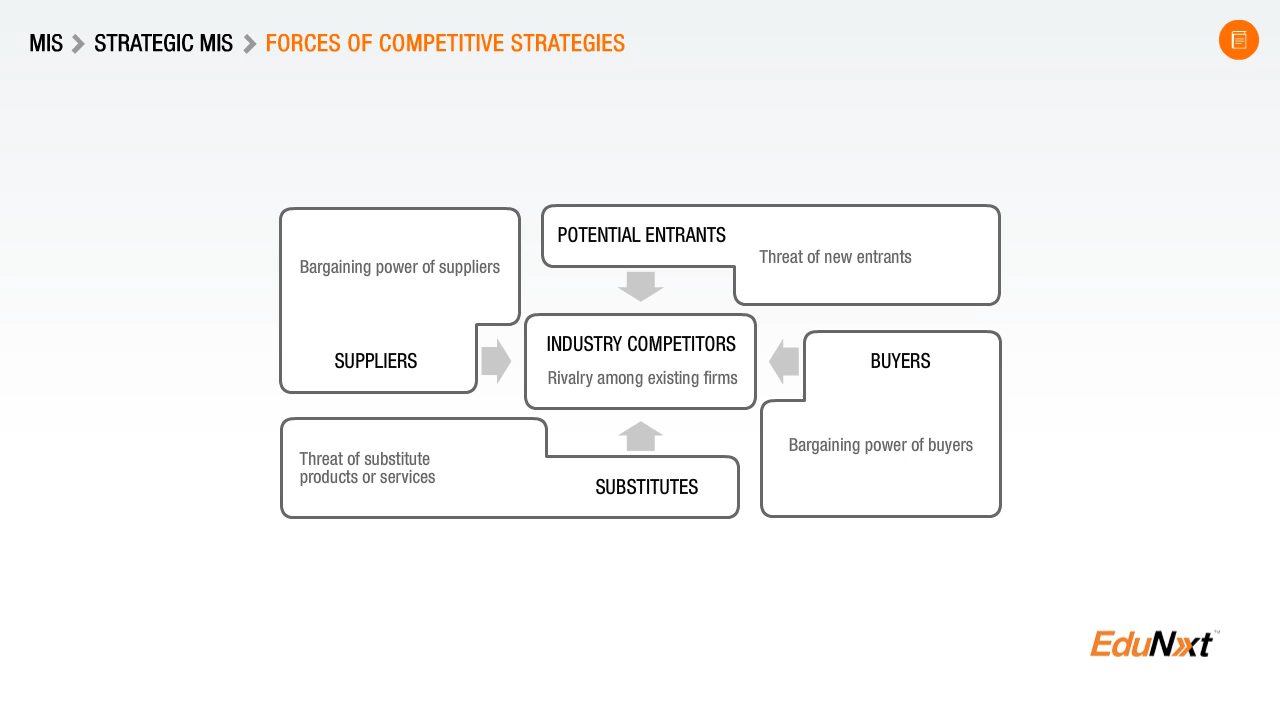 MIS > STRATEGIC MIS > FORCES OF COMPETITIVE STRATEGIES
POTENTIAL ENTRANTS
Threat of new entrants
Bargaining power of suppliers
SUPPLIERS
INDUSTRY COMPETITORS
Rivalry among existing firms
BUYERS
Bargaining power of buyers
Threat of substitute
products or services
SUBSTITUTES
EduNxt™